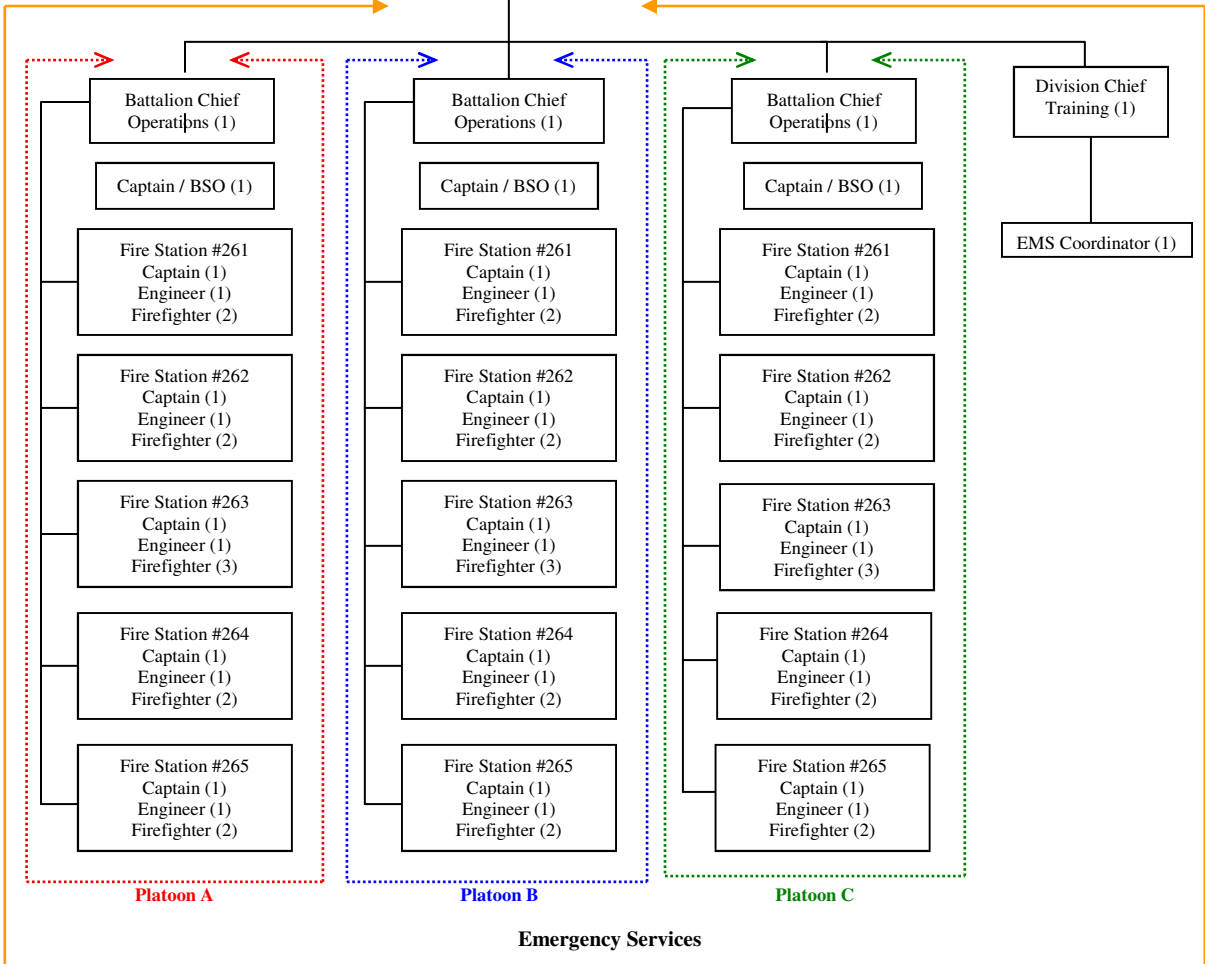 Battalion Chief
Operations (1)
Captain / BSO (1)
Fire Station #261
Captain (1)
Engineer (1)
Firefighter (2)
Fire Station #262
Captain (1)
Engineer (1)
Firefighter (2)
Fire Station #263
Captain (1)
Engineer (1)
Firefighter (3)
Fire Station #264
Captain (1)
Engineer (1)
Firefighter (2)
Fire Station #265
Captain (1)
Engineer (1)
Firefighter (2)
Platoon A
Battalion Chief
Operations (1)
Captain / BSO (1)
Fire Station #261
Captain (1)
Engineer (1)
Firefighter (2)
Fire Station #262
Captain (1)
Engineer (1)
Firefighter (2)
Fire Station #263
Captain (1)
Engineer (1)
Firefighter (3)
Fire Station #264
Captain (1)
Engineer (1)
Firefighter (2)
Fire Station #265
Captain (1)
Engineer (1)
Firefighter (2)
Platoon B
Battalion Chief
Operations (1)
Captain / BSO (1)
Fire Station #261
Captain (1)
Engineer (1)
Firefighter (2)
Fire Station #262
Captain (1)
Engineer (1)
Firefighter (2)
Fire Station #263
Captain (1)
Engineer (1)
Firefighter (3)
Fire Station #264
Captain (1)
Engineer (1)
Firefighter (2)
Fire Station #265
Captain (1)
Engineer (1)
Firefighter (2)
Platoon C
Division Chief
Training (1)
EMS Coordinator (1)
Emergency Services